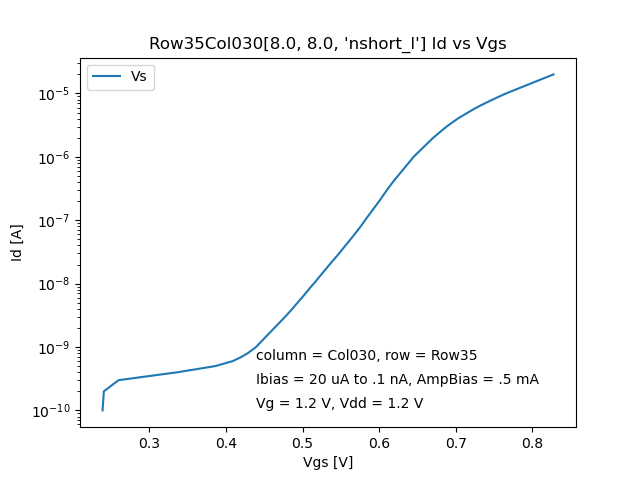 Row35Col030[8.0, 8.0, 'nshort_l'] Id vs Vgs
Vs
Id [A]
10⁻⁵
10⁻⁶
10⁻⁷
10⁻⁸
10⁻⁹
10⁻¹⁰
column = Col030, row = Row35
Ibias = 20 uA to .1 nA, AmpBias = .5 mA
Vg = 1.2 V, Vdd = 1.2 V
0.3 0.4 0.5 0.6 0.7 0.8
Vgs [V]